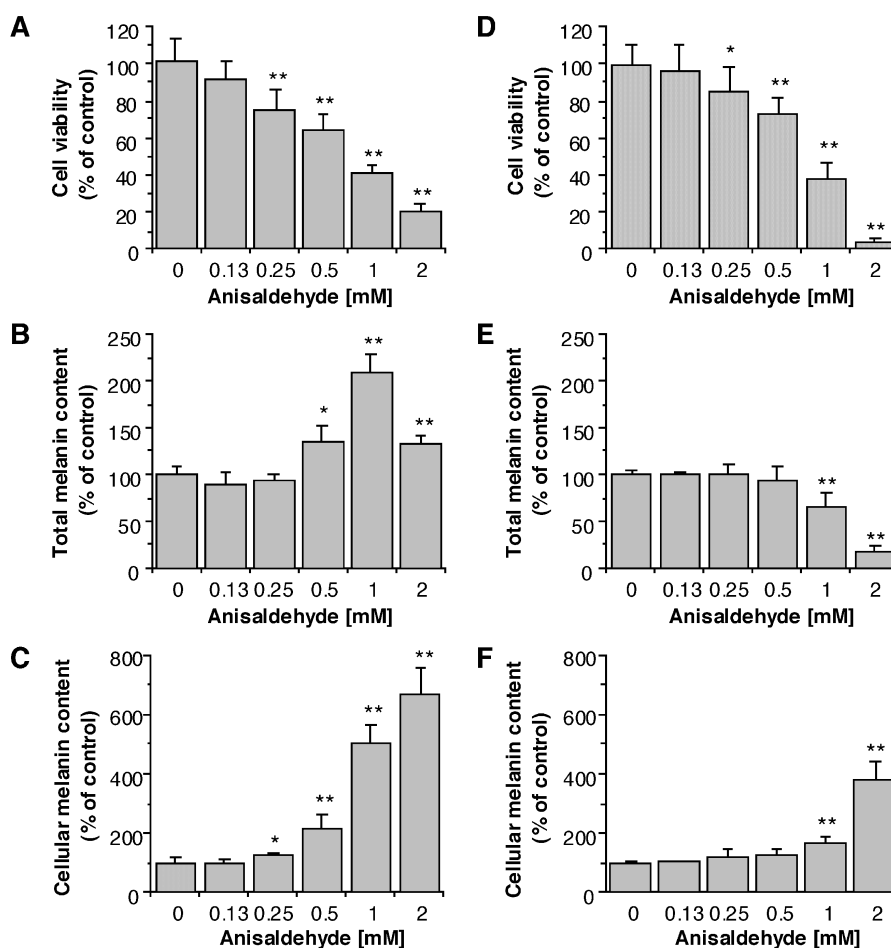 A
Cell viability
(% of control)
120
100
80
60
40
20
0
** ** ** **
0 0.13 0.25 0.5 1 2
Anisaldehyde [mM]
D
Cell viability
(% of control)
120
100
80
60
40
20
0
* ** ** **
0 0.13 0.25 0.5 1 2
Anisaldehyde [mM]
B
Total melanin content
(% of control)
250
200
150
100
50
0
* ** **
0 0.13 0.25 0.5 1 2
Anisaldehyde [mM]
E
Total melanin content
(% of control)
250
200
150
100
50
0
** **
0 0.13 0.25 0.5 1 2
Anisaldehyde [mM]
C
Cellular melanin content
(% of control)
800
600
400
200
0
* ** ** **
0 0.13 0.25 0.5 1 2
Anisaldehyde [mM]
F
Cellular melanin content
(% of control)
800
600
400
200
0
** **
0 0.13 0.25 0.5 1 2
Anisaldehyde [mM]